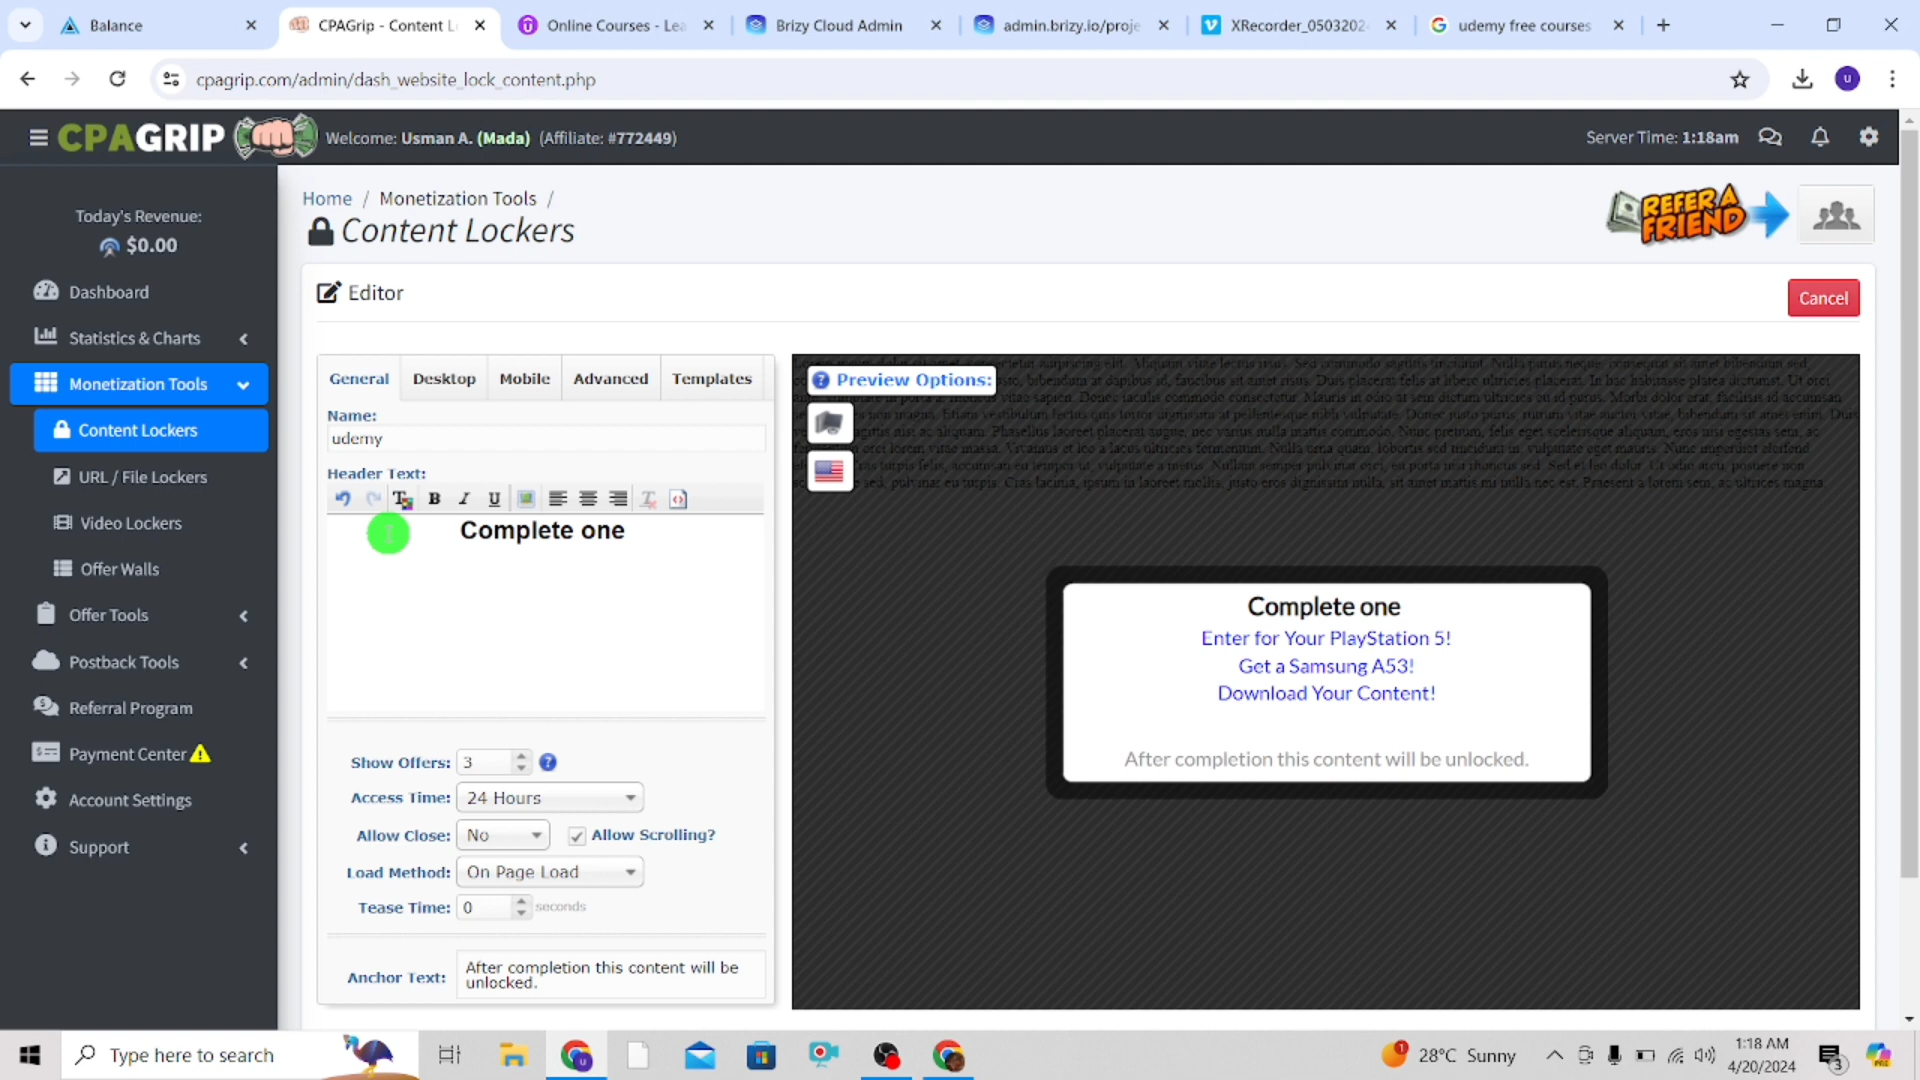 Balance
CPAGrip - Content L
Online Courses - Lea
Brizy Cloud Admin
admin.brizy.io/proje
XRecorder_0503202
udemy free courses
cpagrip.com/admin/dash_website_lock_content.php
u
CPAGRIP
Welcome: Usman A. (Mada) (Affiliate: #772449)
Server Time: 1:18am
Today's Revenue:
$0.00
Dashboard
Statistics & Charts
Monetization Tools
Content Lockers
URL / File Lockers
Video Lockers
Offer Walls
Offer Tools
Postback Tools
Referral Program
Payment Center
Account Settings
Support
Home / Monetization Tools /
Content Lockers
REFER A
FRIEND
Editor
Cancel
General
Desktop
Mobile
Advanced
Templates
Name:
udemy
Header Text:
Complete one
Show Offers: 3
Access Time: 24 Hours
Allow Close: No
Allow Scrolling?
Load Method: On Page Load
Tease Time: 0 seconds
Anchor Text:
After completion this content will be
unlocked.
Preview Options:
Complete one
Enter for Your PlayStation 5!
Get a Samsung A53!
Download Your Content!
After completion this content will be unlocked.
Type here to search
1
28°C Sunny
1:18 AM
4/20/2024
3